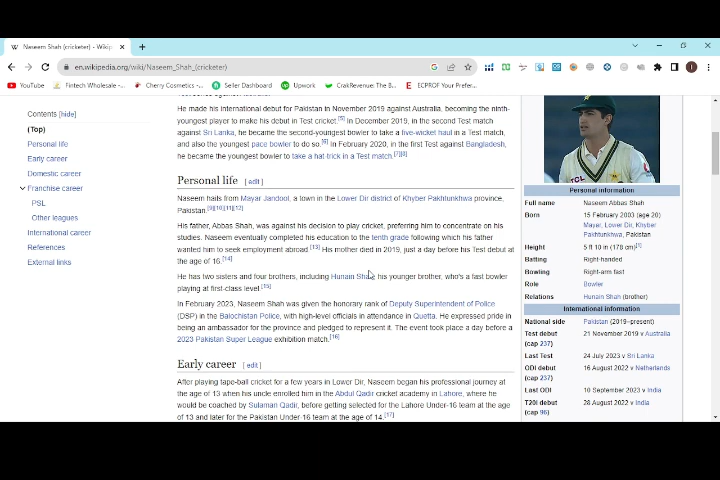 Naseem Shah (cricketer) - Wikip
en.wikipedia.org/wiki/Naseem_Shah_(cricketer)
YouTube
Fintech Wholesale -...
Cherry Cosmetics -...
Seller Dashboard
Upwork
CrakRevenue: The B...
ECPROF Your Prefer...
Contents [hide]
(Top)
Personal life
Early career
Domestic career
Franchise career
PSL
Other leagues
International career
References
External links
He made his international debut for Pakistan in November 2019 against Australia, becoming the ninth-
youngest player to make his debut in Test cricket.[5] In December 2019, in the second Test match
against Sri Lanka, he became the second-youngest bowler to take a five-wicket haul in a Test match,
and also the youngest pace bowler to do so.[6] In February 2020, in the first Test against Bangladesh,
he became the youngest bowler to take a hat-trick in a Test match.[7][8]
Personal life [edit]
Naseem hails from Mayar Jandool, a town in the Lower Dir district of Khyber Pakhtunkhwa province,
Pakistan.[9][10][11][12]
His father, Abbas Shah, was against his decision to play cricket, preferring him to concentrate on his
studies. Naseem eventually completed his education to the tenth grade following which his father
wanted him to seek employment abroad.[13] His mother died in 2019, just a day before his Test debut at
the age of 16.[14]
He has two sisters and four brothers, including Hunain Shah, his younger brother, who's a fast bowler
playing at first-class level.[15]
In February 2023, Naseem Shah was given the honorary rank of Deputy Superintendent of Police
(DSP) in the Balochistan Police, with high-level officials in attendance in Quetta. He expressed pride in
being an ambassador for the province and pledged to represent it. The event took place a day before a
2023 Pakistan Super League exhibition match.[16]
Early career [edit]
After playing tape-ball cricket for a few years in Lower Dir, Naseem began his professional journey at
the age of 13 when his uncle enrolled him in the Abdul Qadir cricket academy in Lahore, where he
would be coached by Sulaman Qadir, before getting selected for the Lahore Under-16 team at the age
of 13 and later for the Pakistan Under-16 team at the age of 14.[17]
TCL
Personal information
Full name Naseem Abbas Shah
Born 15 February 2003 (age 20)
Mayar, Lower Dir, Khyber
Pakhtunkhwa, Pakistan
Height 5 ft 10 in (178 cm)[1]
Batting Right-handed
Bowling Right-arm fast
Role Bowler
Relations Hunain Shah (brother)
International information
National side Pakistan (2019–present)
Test debut 21 November 2019 v Australia
(cap 237)
Last Test 24 July 2023 v Sri Lanka
ODI debut 16 August 2022 v Netherlands
(cap 237)
Last ODI 10 September 2023 v India
T20I debut 28 August 2022 v India
(cap 96)